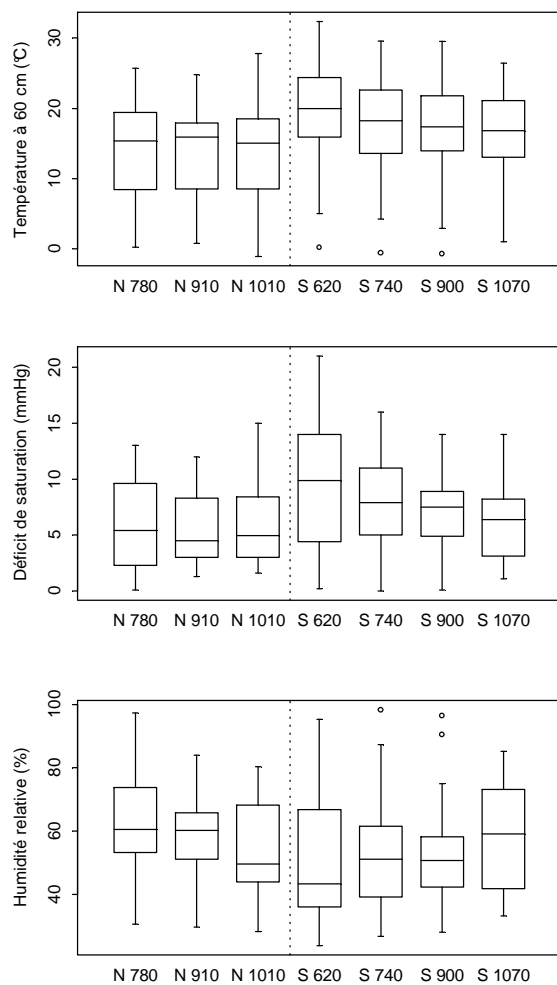 Température à 60 cm (°C)
30
20
10
0
N 780 N 910 N 1010 S 620 S 740 S 900 S 1070
Déficit de saturation (mmHg)
20
15
10
5
0
N 780 N 910 N 1010 S 620 S 740 S 900 S 1070
Humidité relative (%)
100
80
60
40
N 780 N 910 N 1010 S 620 S 740 S 900 S 1070